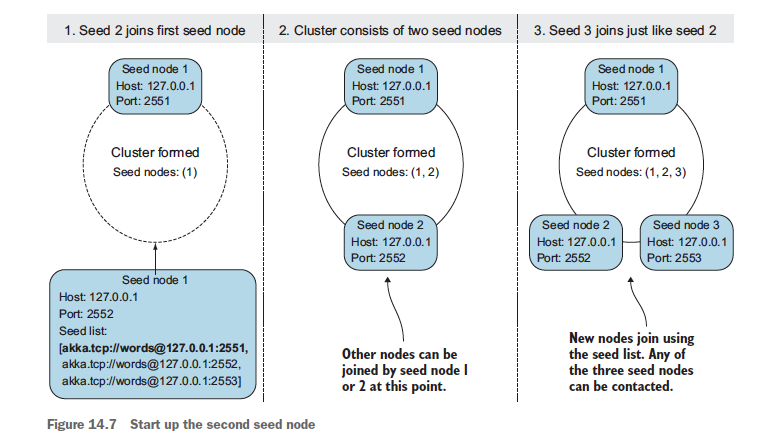 1. Seed 2 joins first seed node
2. Cluster consists of two seed nodes
3. Seed 3 joins just like seed 2
Seed node 1
Host: 127.0.0.1
Port: 2551
Cluster formed
Seed nodes: (1)
Seed node 1
Host: 127.0.0.1
Port: 2552
Seed list:
[akka.tcp://words@127.0.0.1:2551,
akka.tcp://words@127.0.0.1:2552,
akka.tcp://words@127.0.0.1:2553]
Seed node 1
Host: 127.0.0.1
Port: 2551
Cluster formed
Seed nodes: (1, 2)
Seed node 2
Host: 127.0.0.1
Port: 2552
Other nodes can be
joined by seed node 1
or 2 at this point.
Seed node 1
Host: 127.0.0.1
Port: 2551
Cluster formed
Seed nodes: (1, 2, 3)
Seed node 2
Host: 127.0.0.1
Port: 2552
Seed node 3
Host: 127.0.0.1
Port: 2553
New nodes join using
the seed list. Any of
the three seed nodes
can be contacted.
Figure 14.7 Start up the second seed node